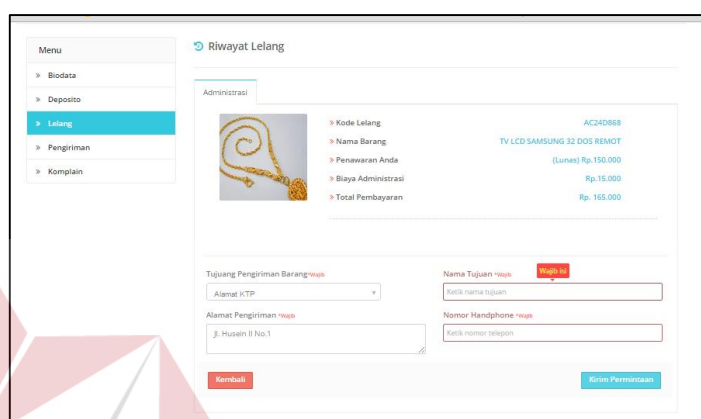 Menu
Riwayat Lelang
» Biodata
» Deposito
» Lelang
» Pengiriman
» Komplain
Administrasi
» Kode Lelang AC24D868
» Nama Barang TV LCD SAMSUNG 32 DOS REMOT
» Penawaran Anda (Lunas) Rp.150.000
» Biaya Administrasi Rp.15.000
» Total Pembayaran Rp. 165.000
Tujuang Pengiriman Barang *Wajib
Alamat KTP
Nama Tujuan *Wajib
Wajib isi
Ketik nama tujuan
Alamat Pengiriman *Wajib
Jl. Husein II No.1
Nomor Handphone *Wajib
Ketik nomor telepon
Kembali
Kirim Permintaan